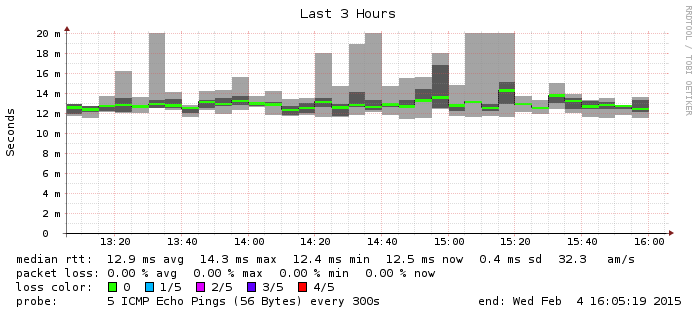 Last 3 Hours
RRDTOOL / TOBI OETIKER
Seconds
20 m
18 m
16 m
14 m
12 m
10 m
8 m
6 m
4 m
2 m
0
13:20 13:40 14:00 14:20 14:40 15:00 15:20 15:40 16:00
median rtt: 12.9 ms avg 14.3 ms max 12.4 ms min 12.5 ms now 0.4 ms sd 32.3 am/s
packet loss: 0.00 % avg 0.00 % max 0.00 % min 0.00 % now
loss color: 0 1/5 2/5 3/5 4/5
probe: 5 ICMP Echo Pings (56 Bytes) every 300s end: Wed Feb 4 16:05:19 2015